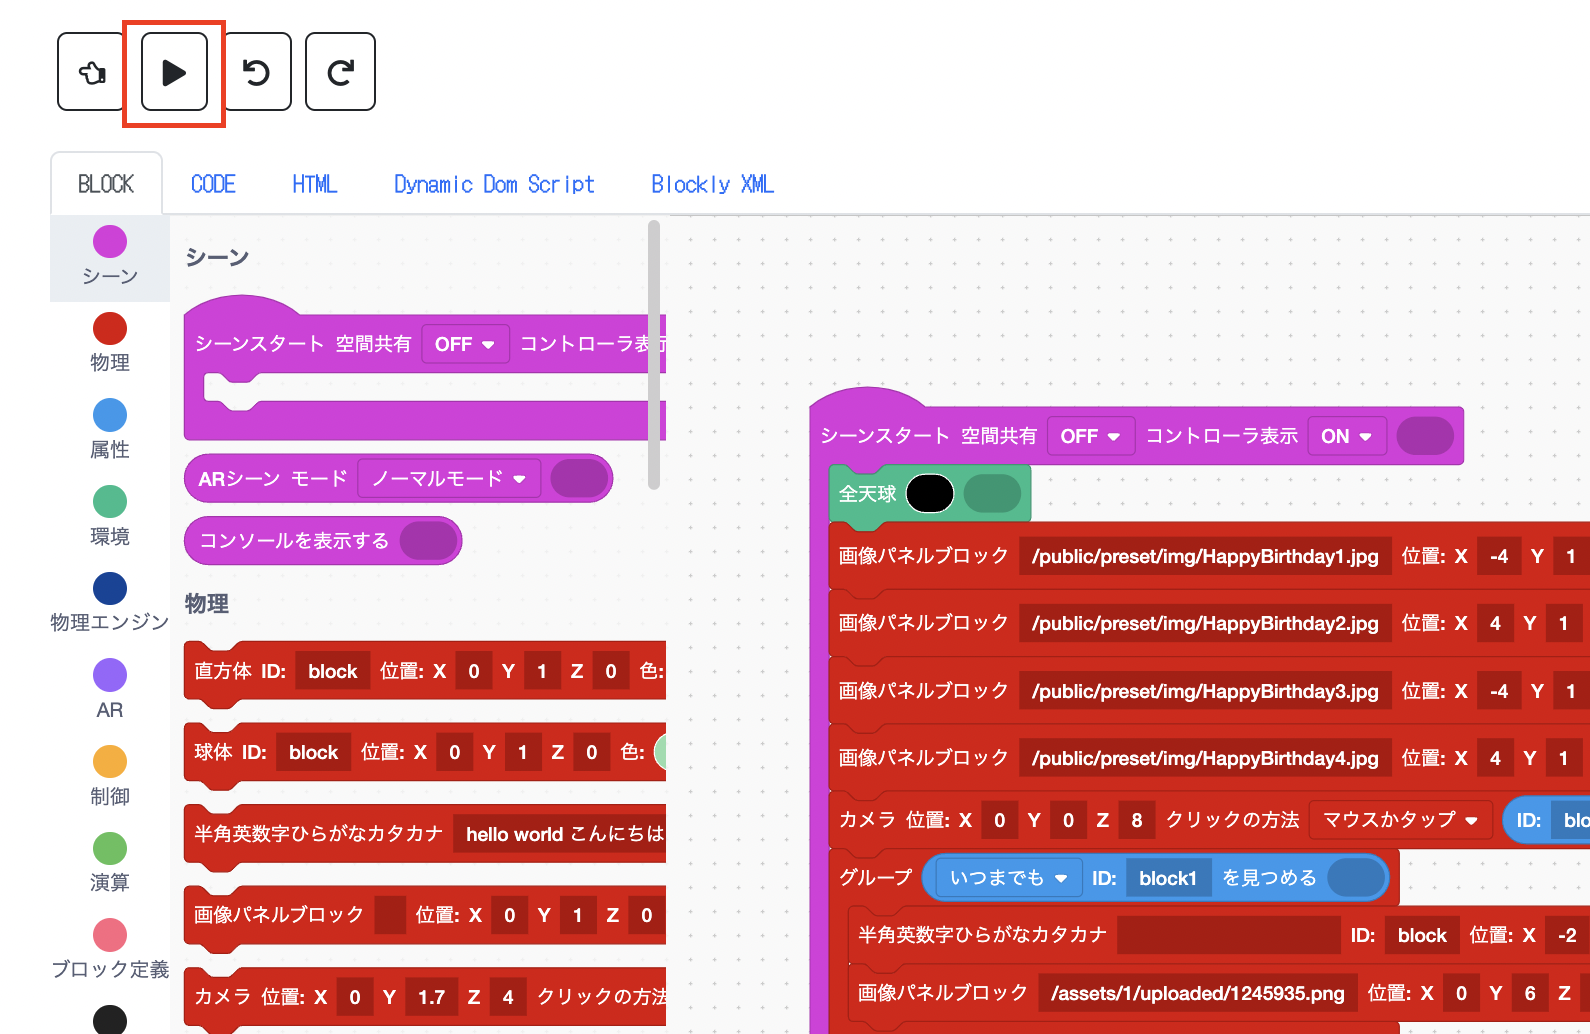 BLOCK CODE HTML Dynamic Dom Script Blockly XML
シーン
物理
属性
環境
物理エンジン
AR
制御
演算
ブロック定義
シーン
シーンスタート 空間共有 OFF コントローラ表示
ARシーン モード ノーマルモード
コンソールを表示する
物理
直方体 ID: block 位置: X 0 Y 1 Z 0 色:
球体 ID: block 位置: X 0 Y 1 Z 0 色:
半角英数字ひらがなカタカナ hello world こんにちは
画像パネルブロック 位置: X 0 Y 1 Z 0
カメラ 位置: X 0 Y 1.7 Z 4 クリックの方法
シーンスタート 空間共有 OFF コントローラ表示 ON
全天球
画像パネルブロック /public/preset/img/HappyBirthday1.jpg 位置: X -4 Y 1
画像パネルブロック /public/preset/img/HappyBirthday2.jpg 位置: X 4 Y 1
画像パネルブロック /public/preset/img/HappyBirthday3.jpg 位置: X -4 Y 1
画像パネルブロック /public/preset/img/HappyBirthday4.jpg 位置: X 4 Y 1
カメラ 位置: X 0 Y 0 Z 8 クリックの方法 マウスかタップ ID: blo
グループ いつまでも ID: block1 を見つめる
半角英数字ひらがなカタカナ ID: block 位置: X -2
画像パネルブロック /assets/1/uploaded/1245935.png 位置: X 0 Y 6 Z